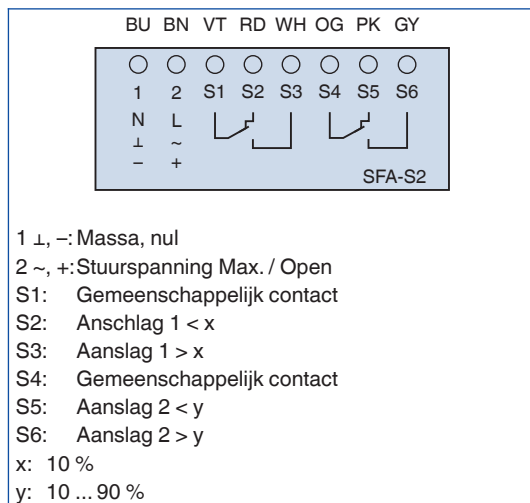 BU BN VT RD WH OG PK GY
1 2 S1 S2 S3 S4 S5 S6
N L
⊥ ~
– +
SFA-S2
1 ⊥, –: Massa, nul
2 ~, +: Stuurspanning Max. / Open
S1: Gemeenschappelijk contact
S2: Anschlag 1 < x
S3: Aanslag 1 > x
S4: Gemeenschappelijk contact
S5: Aanslag 2 < y
S6: Aanslag 2 > y
x: 10 %
y: 10 ... 90 %